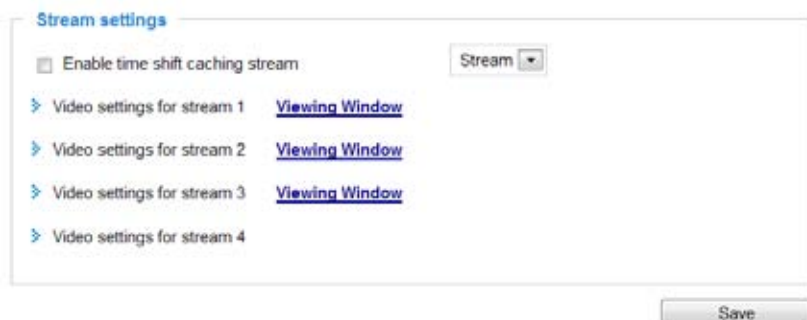 Stream settings
Enable time shift caching stream Stream
Video settings for stream 1 Viewing Window
Video settings for stream 2 Viewing Window
Video settings for stream 3 Viewing Window
Video settings for stream 4
Save